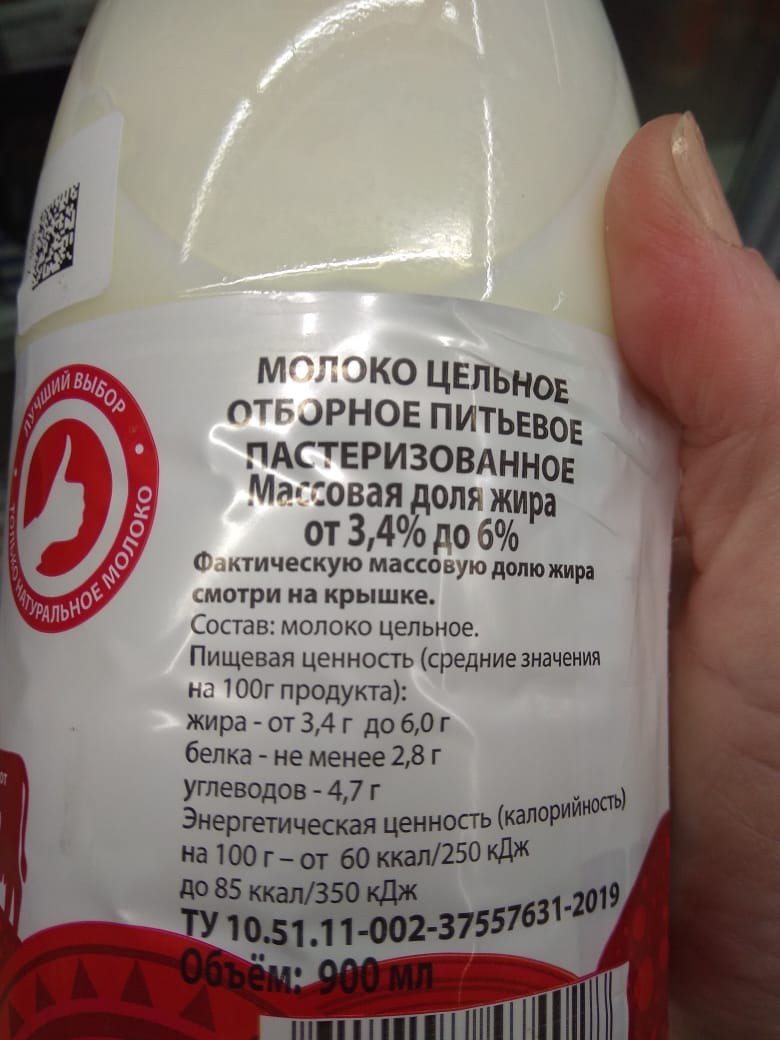 ЛУЧШИЙ ВЫБОР
ТОЛЬКО НАТУРАЛЬНОЕ МОЛОКО
МОЛОКО ЦЕЛЬНОЕ
ОТБОРНОЕ ПИТЬЕВОЕ
ПАСТЕРИЗОВАННОЕ
Массовая доля жира
от 3,4% до 6%
Фактическую массовую долю жира
смотри на крышке.
Состав: молоко цельное.
Пищевая ценность (средние значения
на 100г продукта):
жира - от 3,4 г до 6,0 г
белка - не менее 2,8 г
углеводов - 4,7 г
Энергетическая ценность (калорийность)
на 100 г – от 60 ккал/250 кДж
до 85 ккал/350 кДж
ТУ 10.51.11-002-37557631-2019
Объём: 900 мл